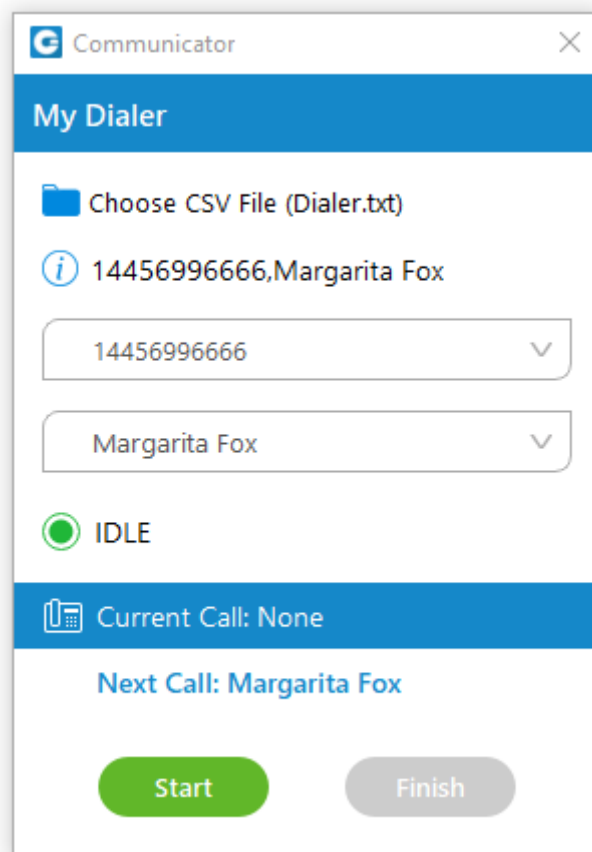 Communicator
My Dialer
Choose CSV File (Dialer.txt)
14456996666,Margarita Fox
14456996666
Margarita Fox
IDLE
Current Call: None
Next Call: Margarita Fox
Start Finish